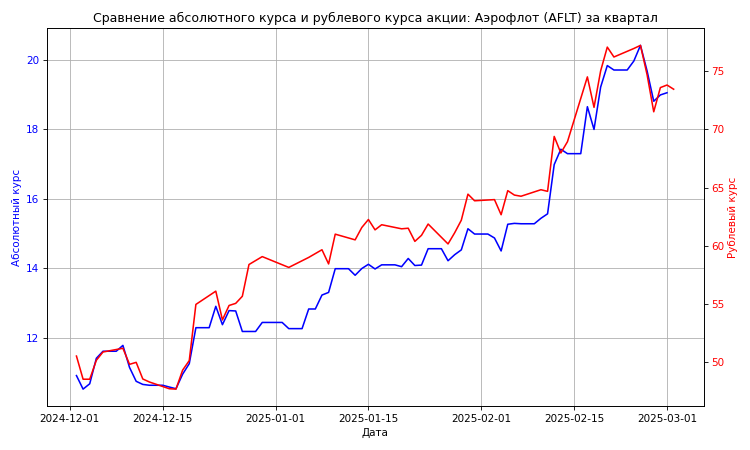 Сравнение абсолютного курса и рублевого курса акции: Аэрофлот (AFLT) за квартал
Абсолютный курс
20
18
16
14
12
75
70
65
60
55
50
Рублевый курс
2024-12-01 2024-12-15 2025-01-01 2025-01-15 2025-02-01 2025-02-15 2025-03-01
Дата